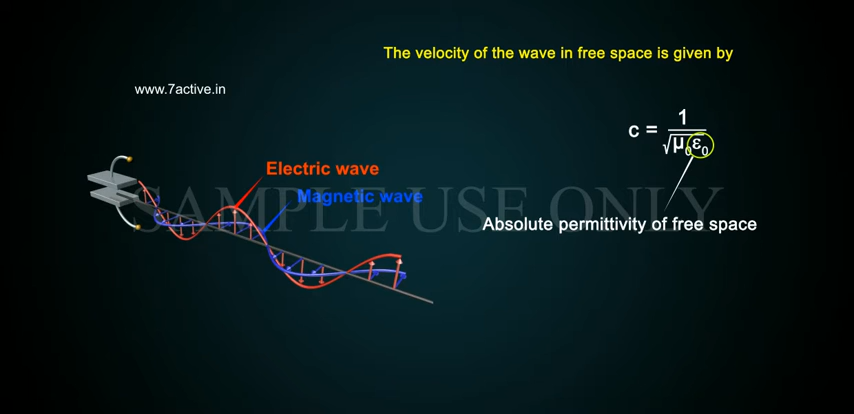 The velocity of the wave in free space is given by
www.7active.in
c = 1/√μ₀ε₀
Electric wave
Magnetic wave
SAMPLE USE ONLY
Absolute permittivity of free space